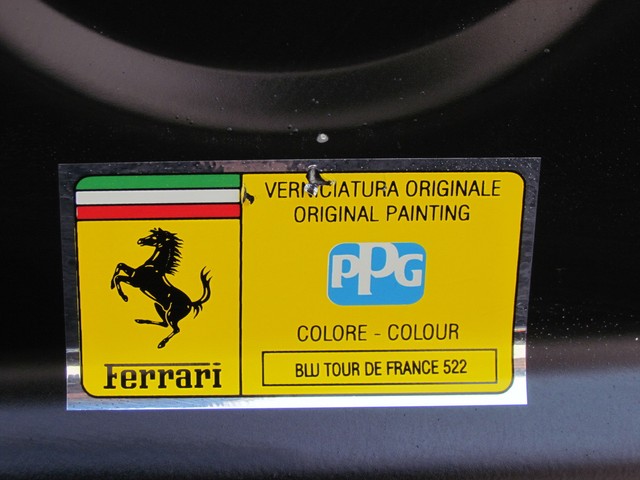 VERNICIATURA ORIGINALE
ORIGINAL PAINTING
PPG
COLORE - COLOUR
BLU TOUR DE FRANCE 522
Ferrari